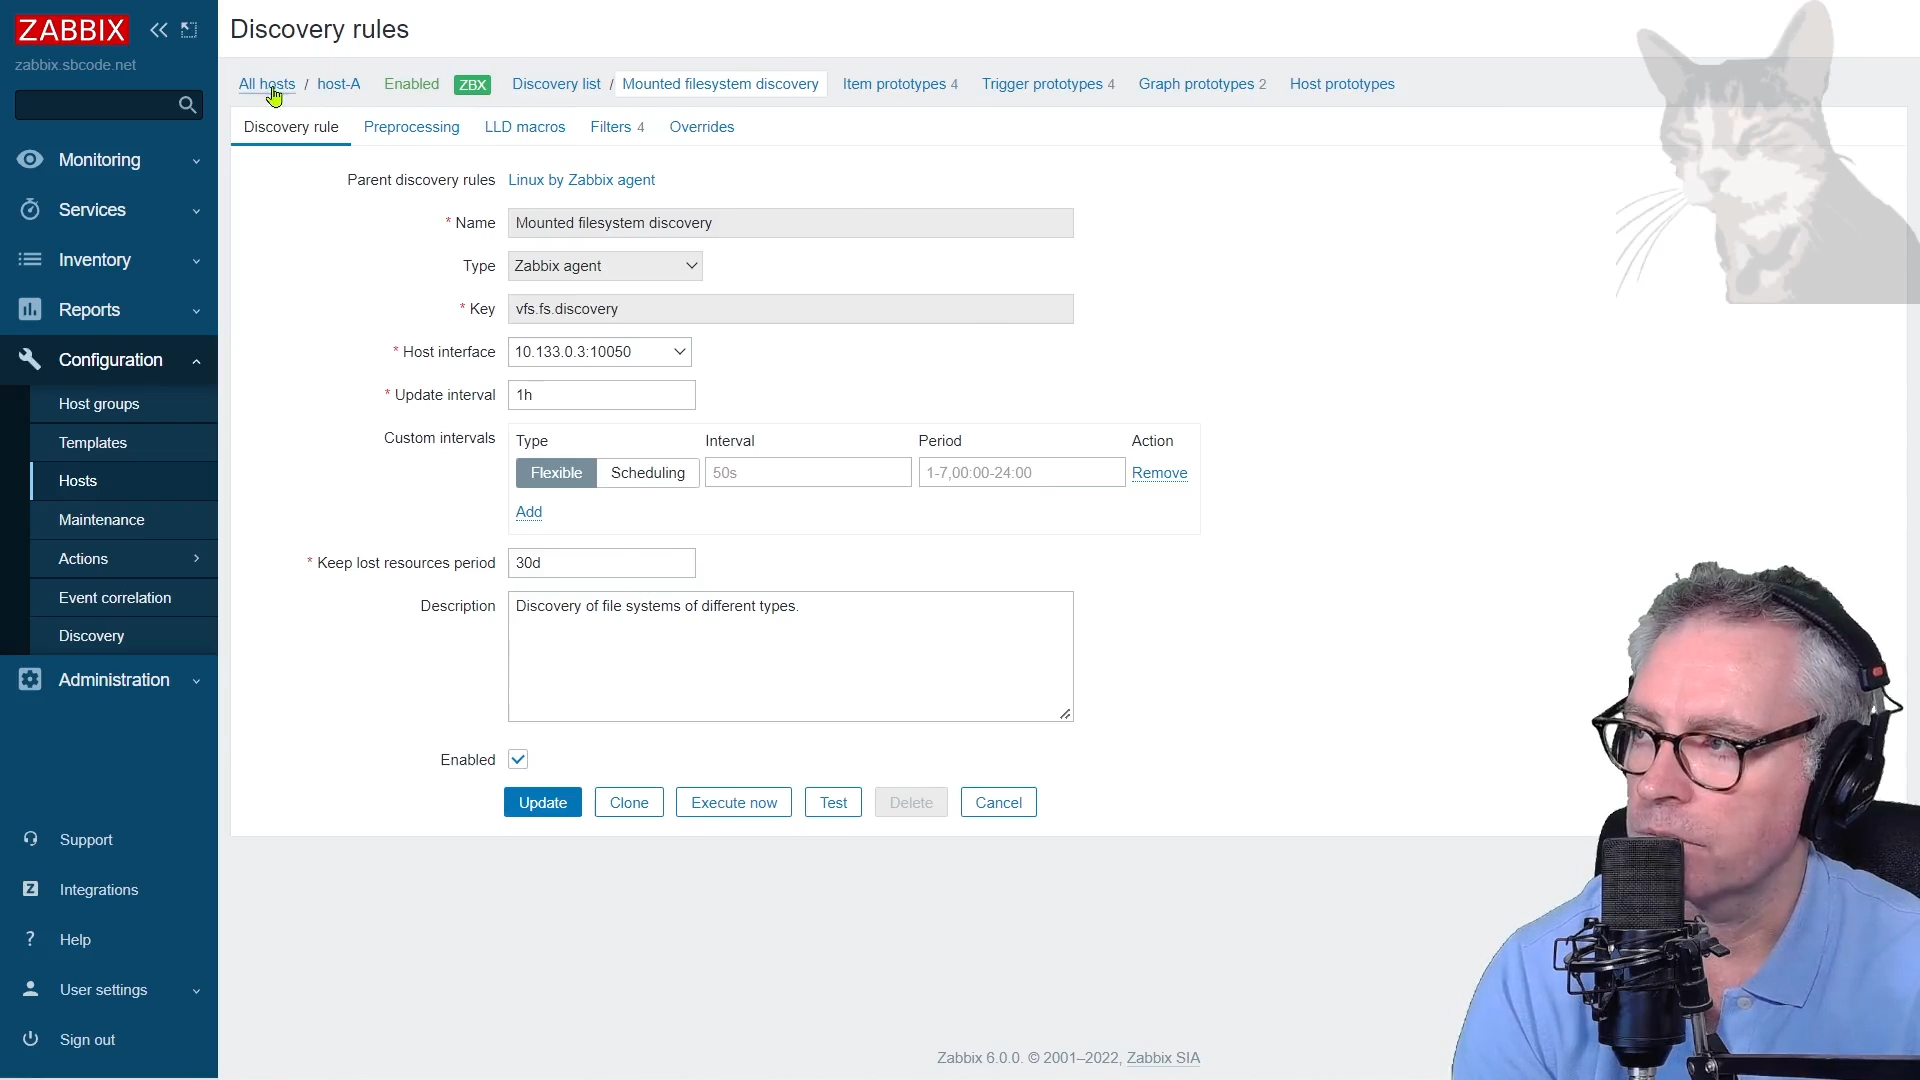 ZABBIX
Discovery rules
zabbix.sbcode.net
All hosts / host-A Enabled ZBX Discovery list / Mounted filesystem discovery Item prototypes 4 Trigger prototypes 4 Graph prototypes 2 Host prototypes
Discovery rule Preprocessing LLD macros Filters 4 Overrides
Monitoring
Services
Inventory
Reports
Configuration
Host groups
Templates
Hosts
Maintenance
Actions
Event correlation
Discovery
Administration
Support
Integrations
Help
User settings
Sign out
Parent discovery rules Linux by Zabbix agent
* Name Mounted filesystem discovery
Type Zabbix agent
* Key vfs.fs.discovery
* Host interface 10.133.0.3:10050
* Update interval 1h
Custom intervals Type Interval Period Action
Flexible Scheduling 50s 1-7,00:00-24:00 Remove
Add
* Keep lost resources period 30d
Description Discovery of file systems of different types.
Enabled
Update Clone Execute now Test Delete Cancel
Zabbix 6.0.0. © 2001–2022, Zabbix SIA